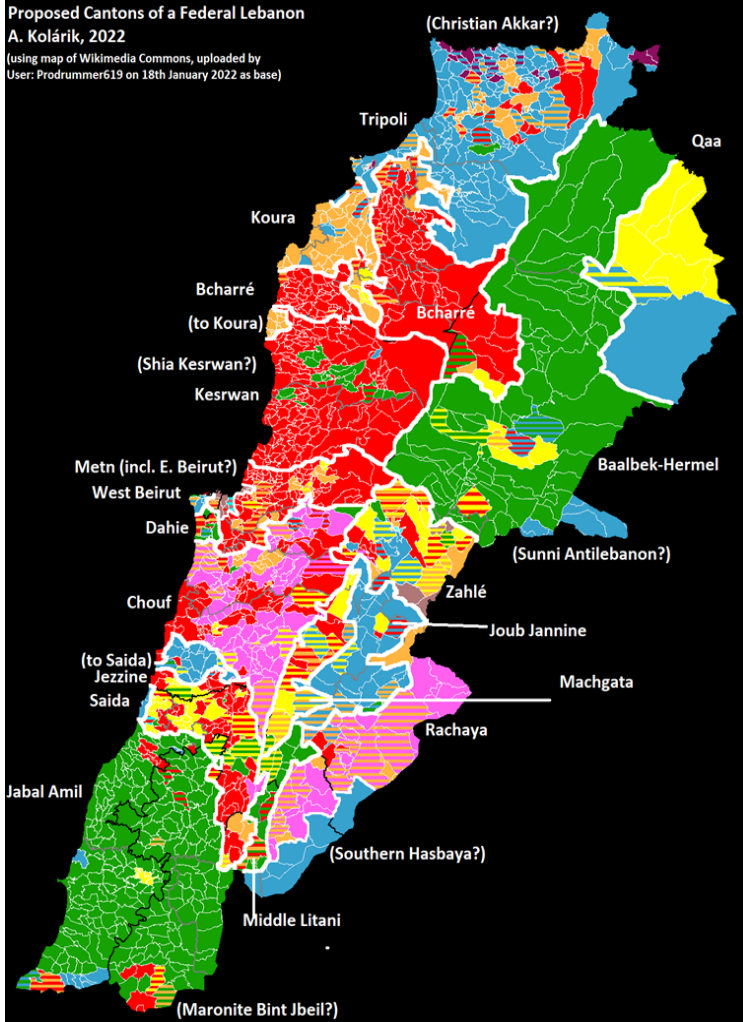 Proposed Cantons of a Federal Lebanon
A. Kolárik, 2022
(using map of Wikimedia Commons, uploaded by
User: Prodrummer619 on 18th January 2022 as base)
(Christian Akkar?)
Tripoli
Qaa
Koura
Bcharré
Bcharré
(to Koura)
(Shia Kesrwan?)
Kesrwan
Metn (incl. E. Beirut?)
Baalbek-Hermel
West Beirut
Dahie
(Sunni Antilebanon?)
Zahlé
Chouf
Joub Jannine
(to Saida)
Jezzine
Machgata
Saida
Rachaya
Jabal Amil
(Southern Hasbaya?)
Middle Litani
(Maronite Bint Jbeil?)